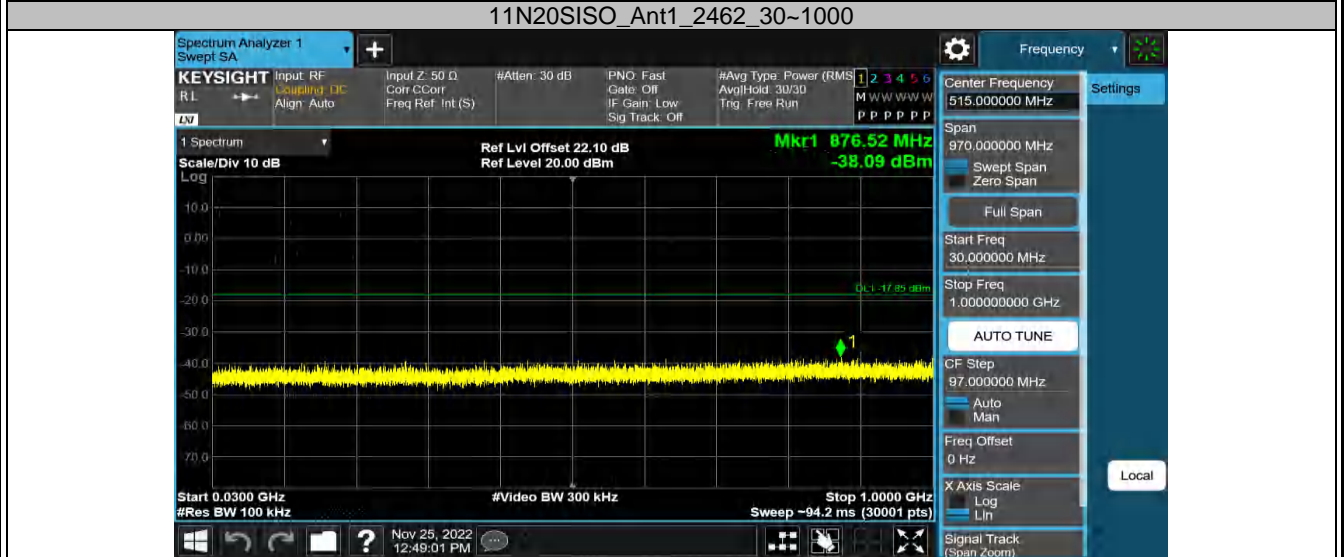 11N20SISO_Ant1_2462_30~1000
Spectrum Analyzer 1
Swept SA
Frequency
KEYSIGHT
RL
LXI
Input: RF
Coupling: DC
Align: Auto
Input Z: 50 Ω
Corr CCorr
Freq Ref: Int (S)
#Atten: 30 dB
PNO: Fast
Gate: Off
IF Gain: Low
Sig Track: Off
#Avg Type: Power (RMS
Avg|Hold: 30/30
Trig: Free Run
1 2 3 4 5 6
M W W W W W
P P P P P P
Center Frequency
515.000000 MHz
Settings
1 Spectrum
Scale/Div 10 dB
Ref Lvl Offset 22.10 dB
Ref Level 20.00 dBm
Mkr1 876.52 MHz
-38.09 dBm
Span
970.000000 MHz
Swept Span
Zero Span
Full Span
Start Freq
30.000000 MHz
Stop Freq
1.000000000 GHz
AUTO TUNE
CF Step
97.000000 MHz
Auto
Man
Freq Offset
0 Hz
X Axis Scale
Log
Lin
Signal Track
(Span Zoom)
Local
Log
10.0
0.00
-10.0
-20.0
-30.0
-40.0
-50.0
-60.0
-70.0
DL1 -17.85 dBm
1
Start 0.0300 GHz
#Res BW 100 kHz
#Video BW 300 kHz
Stop 1.0000 GHz
Sweep ~94.2 ms (30001 pts)
Nov 25, 2022
12:49:01 PM